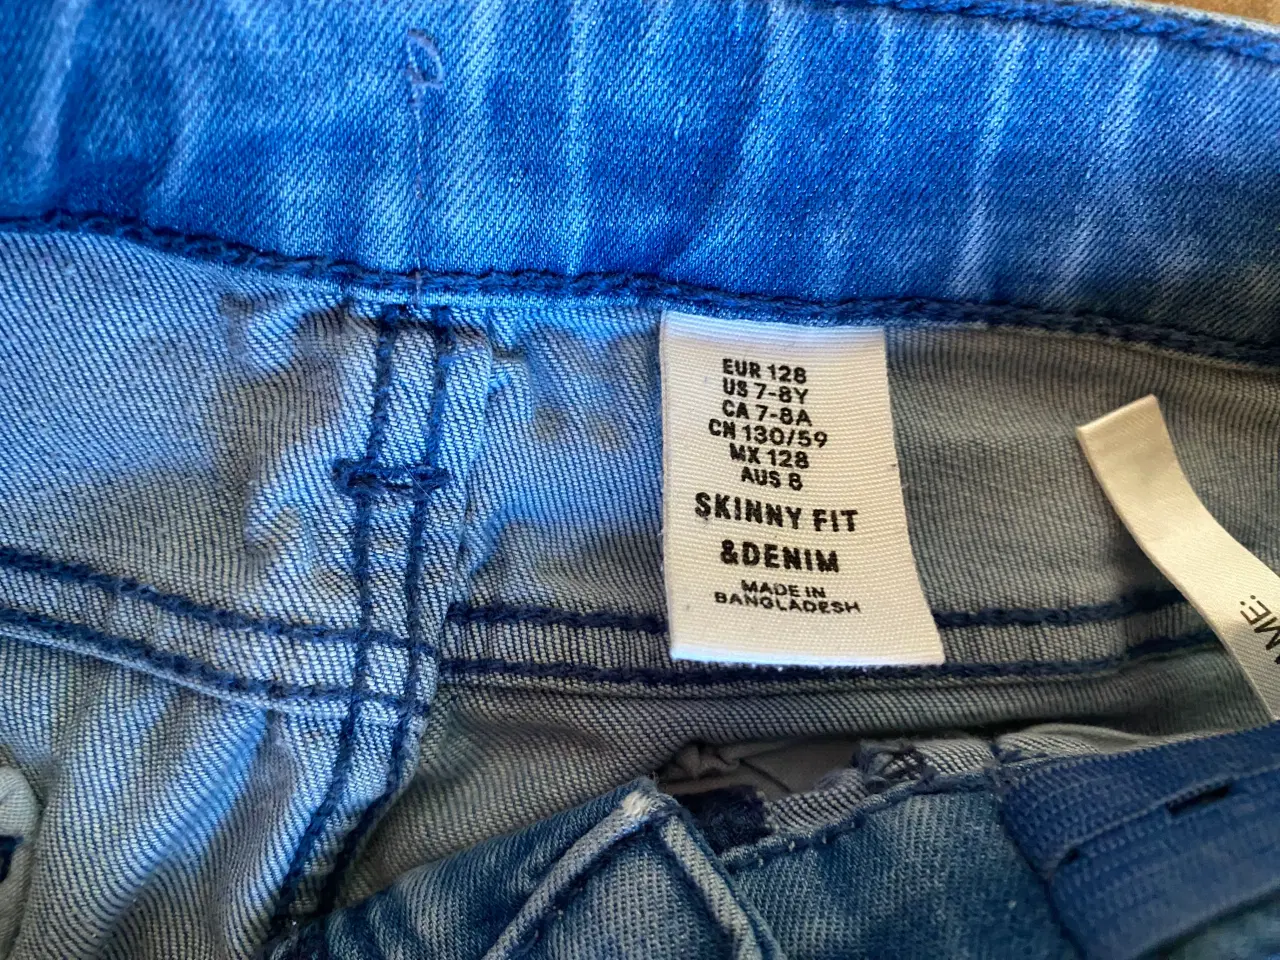 EUR 128
US 7-8Y
CA 7-8A
CN 130/59
MX 128
AUS 8
SKINNY FIT
&DENIM
MADE IN
BANGLADESH
ME: